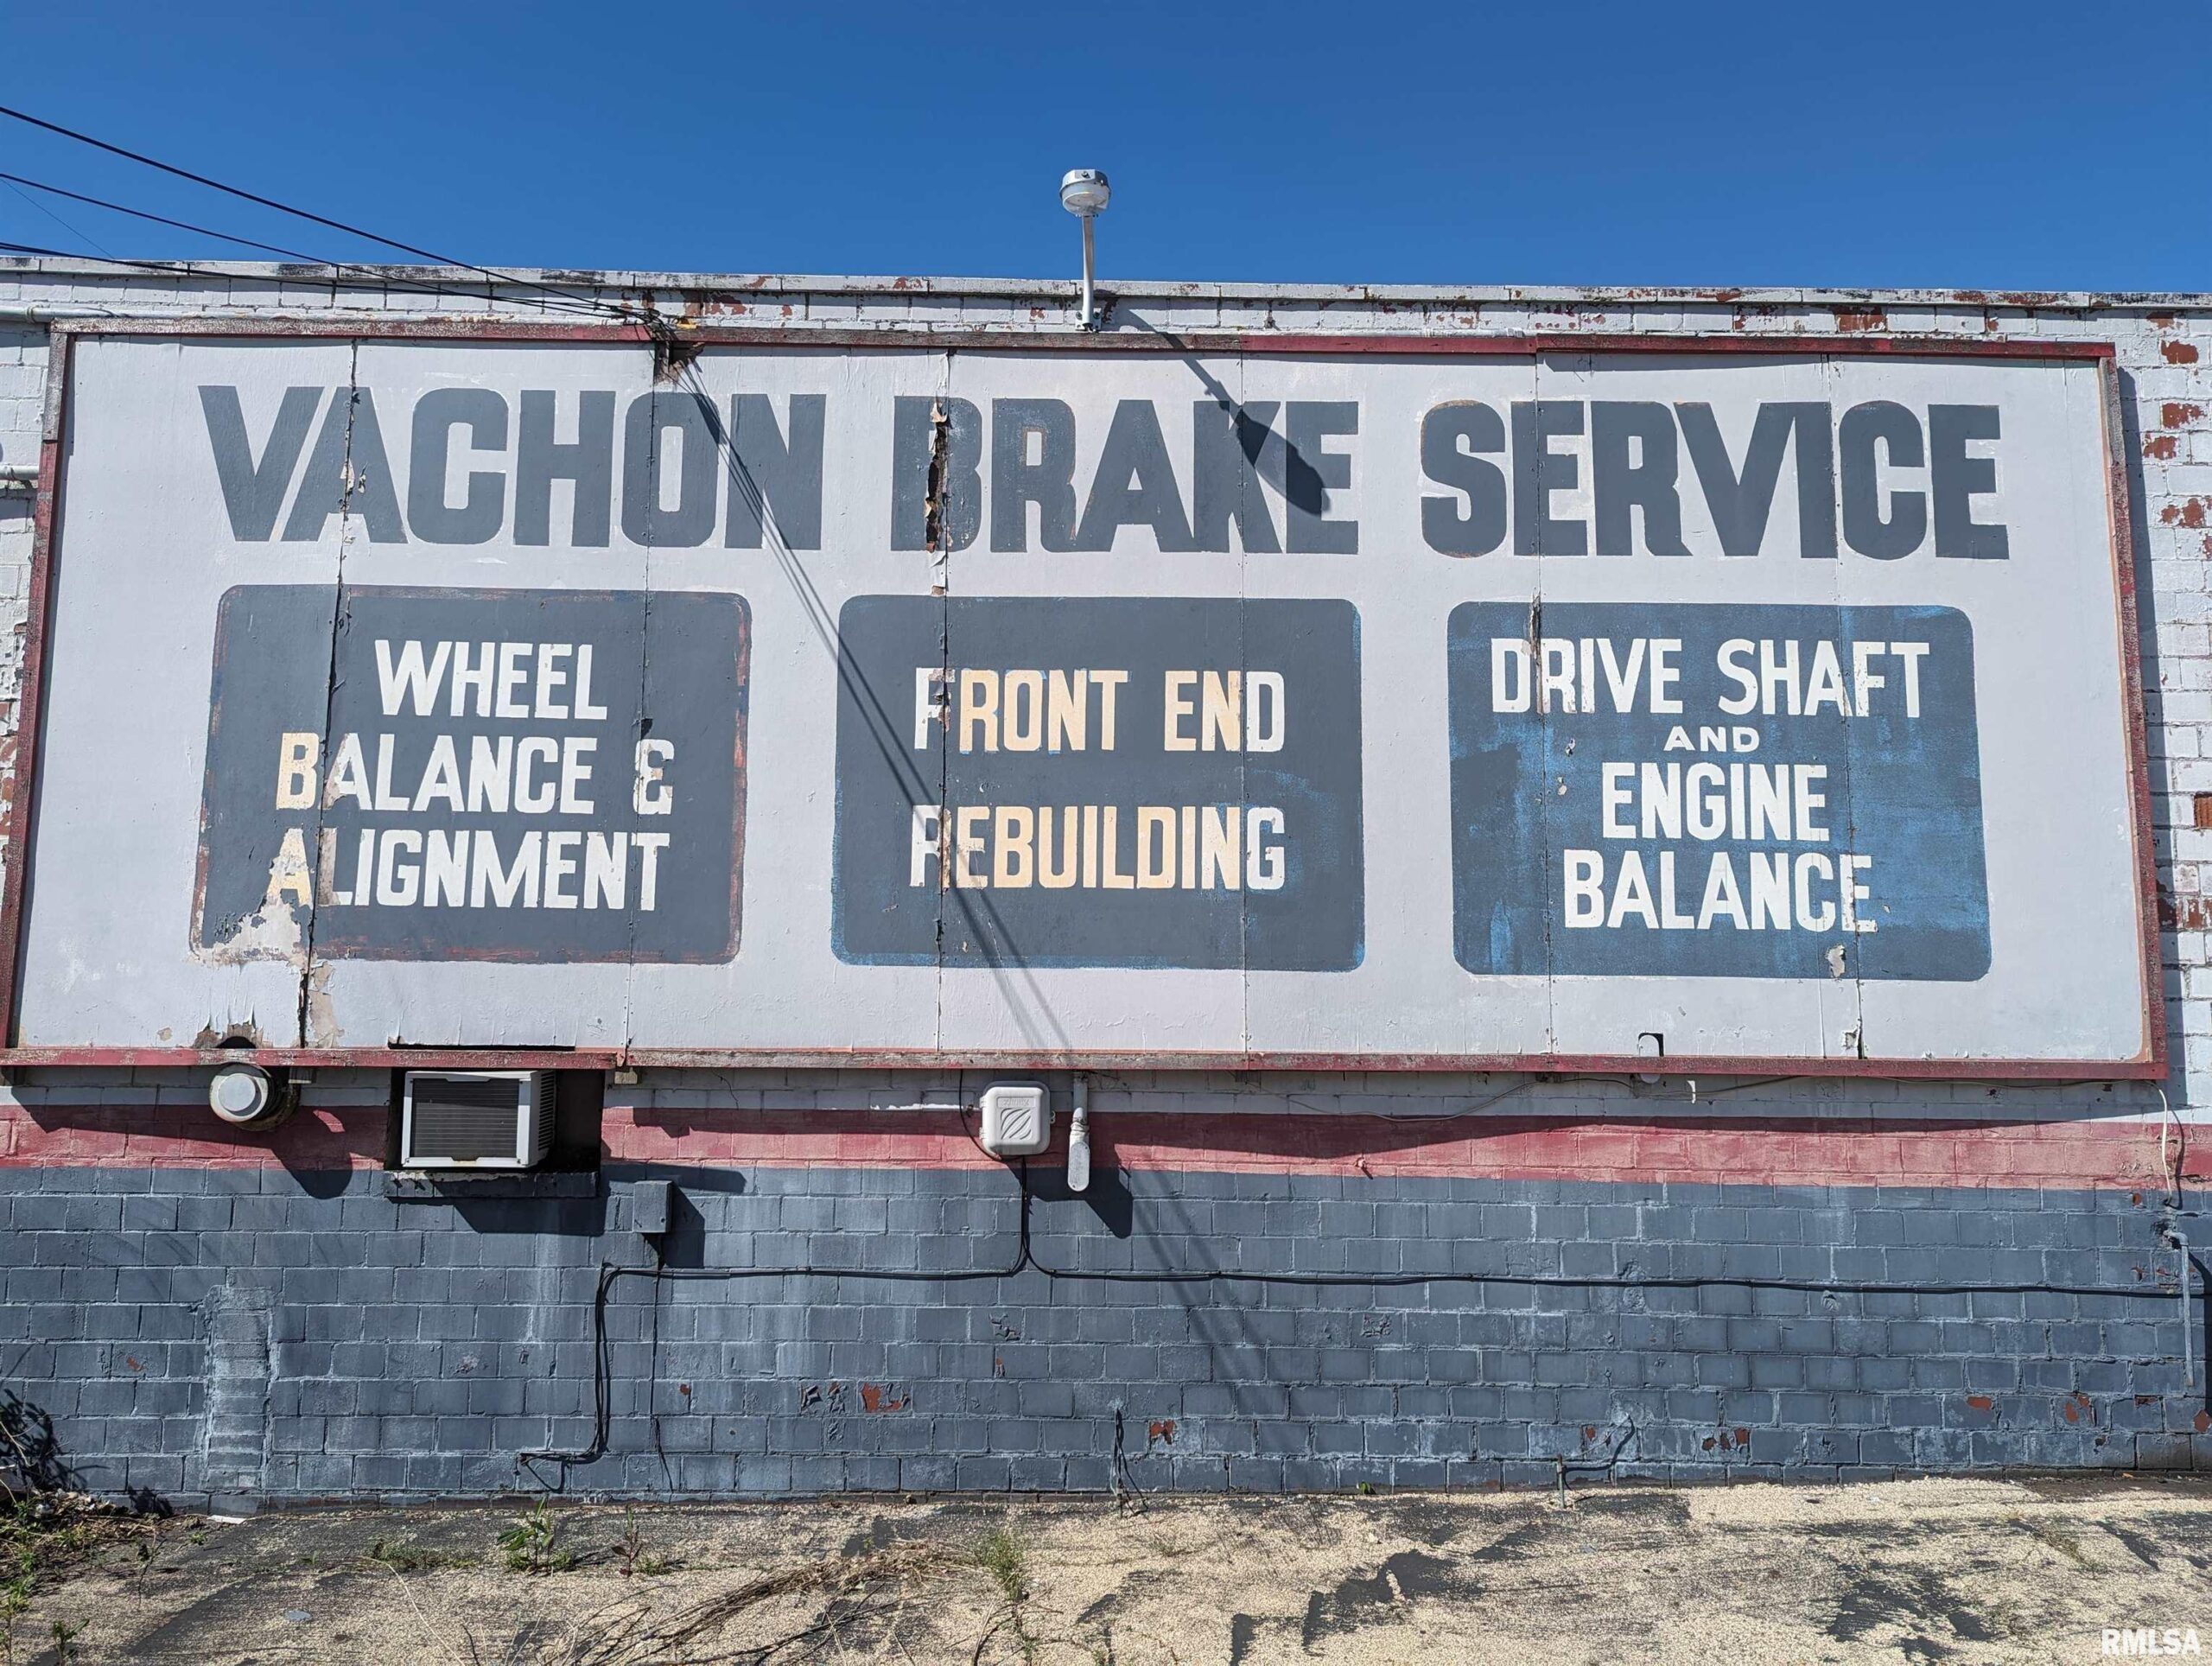 VACHON BRAKE SERVICE
WHEEL
BALANCE &
ALIGNMENT
FRONT END
REBUILDING
DRIVE SHAFT
AND
ENGINE
BALANCE
RMLSA